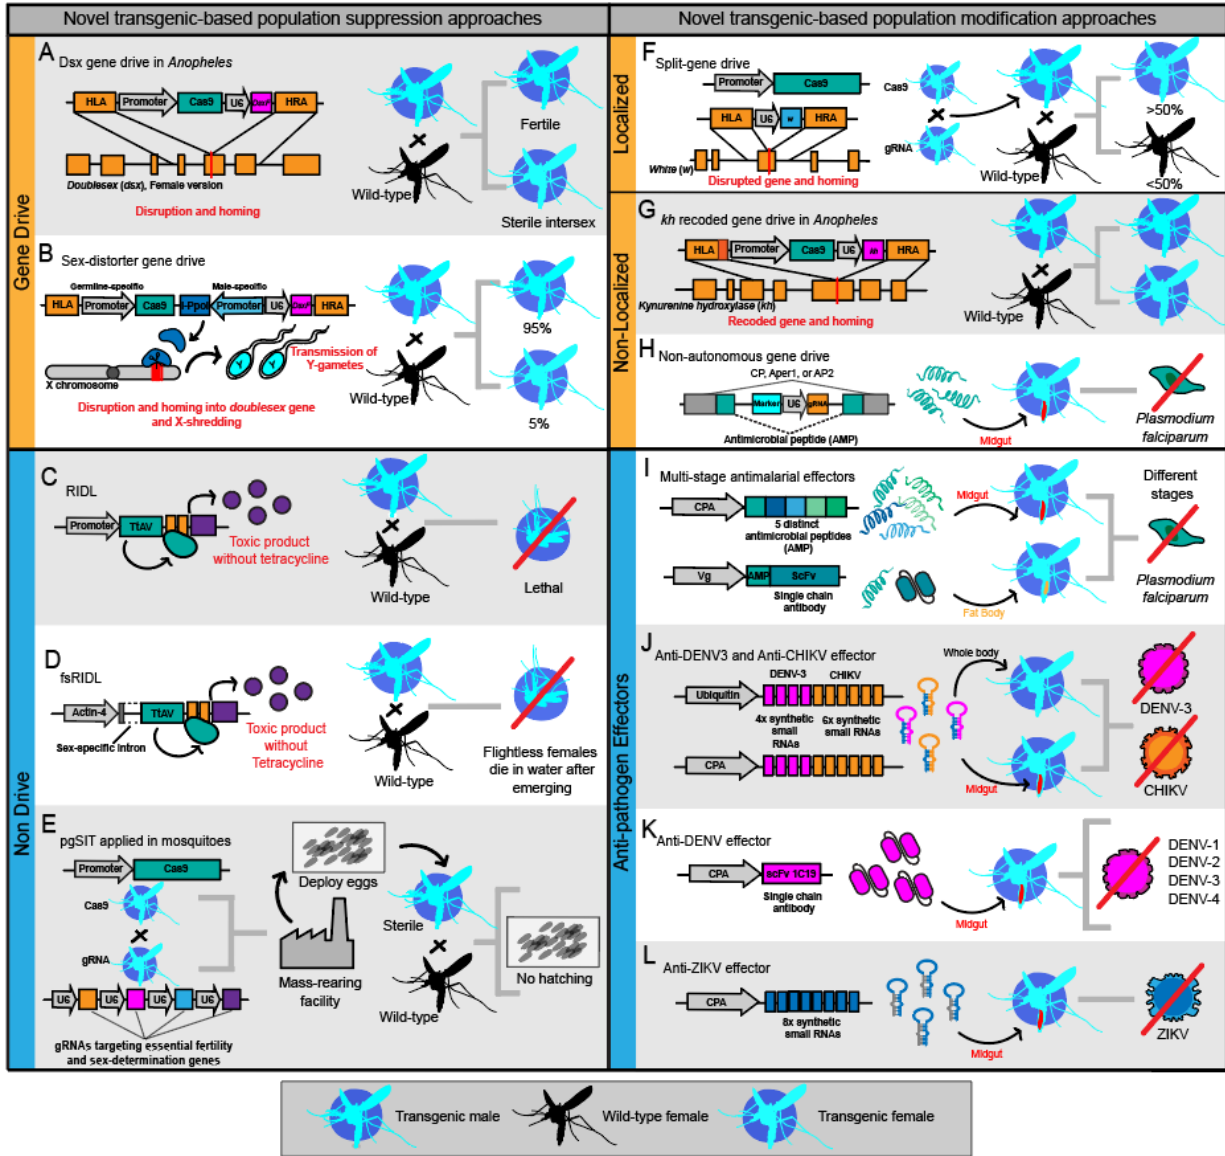 Novel transgenic-based population suppression approaches
Novel transgenic-based population modification approaches
Gene Drive
Non Drive
A
Dsx gene drive in Anopheles
HLA
Promoter
Cas9
U6
DsxF
HRA
Doublesex (dsx), Female version
Disruption and homing
Wild-type
Fertile
Sterile intersex
B
Sex-distorter gene drive
Germline-specific
Male-specific
HLA
Promoter
Cas9
I-PpoI
Promoter
U6
DsxF
HRA
X chromosome
Y
Y
Transmission of
Y-gametes
Disruption and homing into doublesex gene
and X-shredding
Wild-type
95%
5%
C
RIDL
Promoter
TtAV
Toxic product
without tetracycline
Wild-type
Lethal
D
fsRIDL
Actin-4
TtAV
Sex-specific intron
Toxic product
without
Tetracycline
Wild-type
Flightless females
die in water after
emerging
E
pgSIT applied in mosquitoes
Promoter
Cas9
Cas9
gRNA
U6
U6
U6
U6
gRNAs targeting essential fertility
and sex-determination genes
Deploy eggs
Mass-rearing
facility
Sterile
Wild-type
No hatching
Localized
Non-Localized
Anti-pathogen Effectors
F
Split-gene drive
Promoter
Cas9
HLA
U6
w
HRA
White (w)
Disrupted gene and homing
Cas9
gRNA
Wild-type
>50%
<50%
G
kh recoded gene drive in Anopheles
HLA
Promoter
Cas9
U6
kh
HRA
Kynurenine hydroxylase (kh)
Recoded gene and homing
Wild-type
H
Non-autonomous gene drive
CP, Aper1, or AP2
Marker
U6
gRNA
Antimicrobial peptide (AMP)
Midgut
Plasmodium
falciparum
I
Multi-stage antimalarial effectors
CPA
5 distinct
antimicrobial peptides
(AMP)
Midgut
Vg
AMP
ScFv
Single chain
antibody
Fat Body
Different
stages
Plasmodium
falciparum
J
Anti-DENV3 and Anti-CHIKV effector
DENV-3
CHIKV
Ubiquitin
4x synthetic
small
RNAs
6x synthetic
small RNAs
CPA
Whole body
Midgut
DENV-3
CHIKV
K
Anti-DENV effector
CPA
scFv 1C19
Single chain
antibody
Midgut
DENV-1
DENV-2
DENV-3
DENV-4
L
Anti-ZIKV effector
CPA
8x synthetic
small RNAs
Midgut
ZIKV
Transgenic male
Wild-type female
Transgenic female